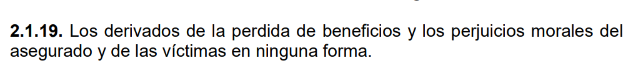 2.1.19. Los derivados de la perdida de beneficios y los perjuicios morales del
asegurado y de las víctimas en ninguna forma.